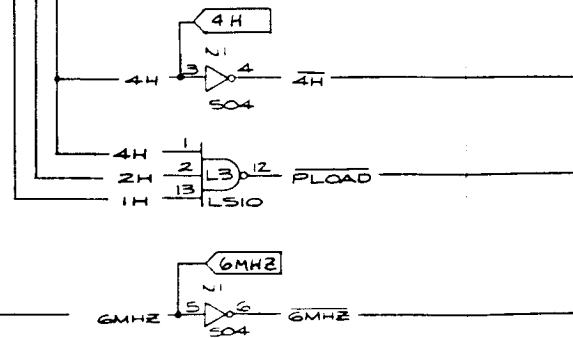 4H
N1
4H 3 4 4H
S04
4H 1
2H 2 L3 12 PLOAD
1H 13 LS10
6MHZ
N1
6MHZ 5 6 6MHZ
S04